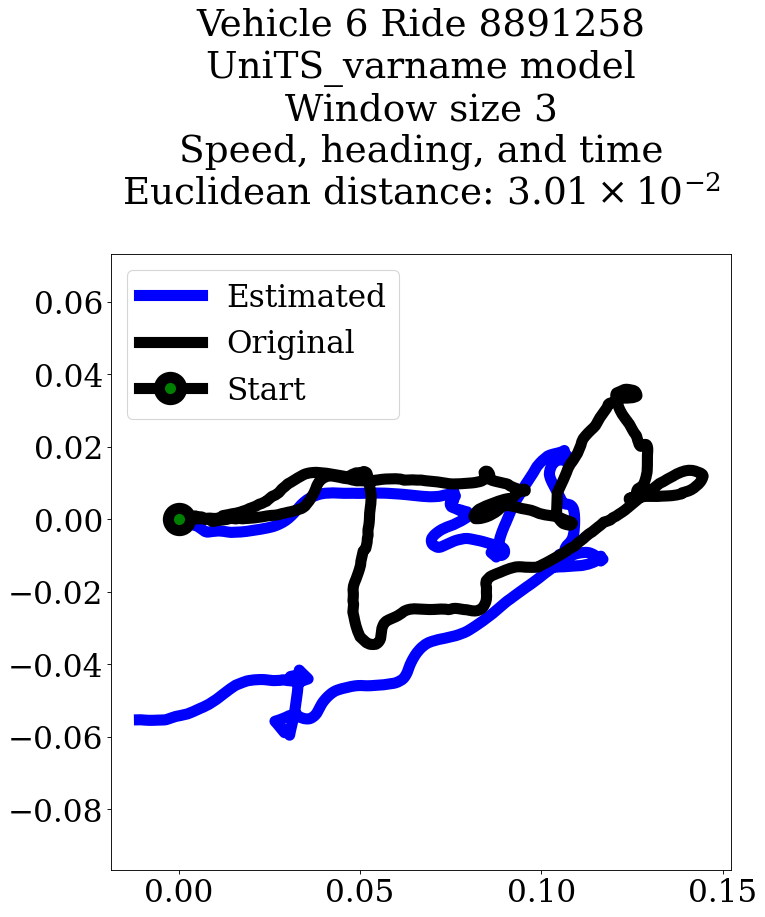 Vehicle 6 Ride 8891258
UniTS_varname model
Window size 3
Speed, heading, and time
Euclidean distance: 3.01 × 10⁻²
Estimated
Original
Start
0.06
0.04
0.02
0.00
−0.02
−0.04
−0.06
−0.08
0.00 0.05 0.10 0.15